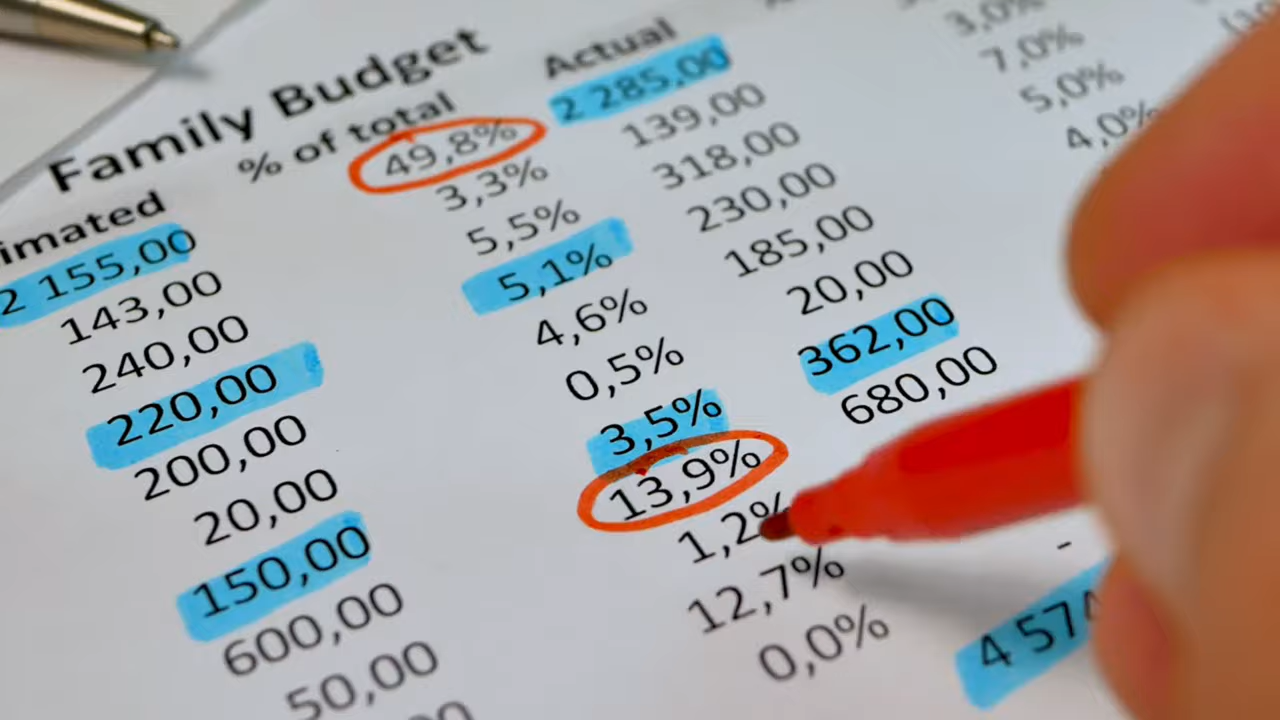 Family Budget
imated % of total Actual
2 155,00 49,8% 2 285,00
143,00 3,3% 139,00 3,0%
240,00 5,5% 318,00 7,0%
220,00 5,1% 230,00 5,0%
200,00 4,6% 185,00 4,0%
20,00 0,5% 20,00
150,00 3,5% 362,00
600,00 13,9% 680,00
50,00 1,2%
12,7%
0,0% -
4 574